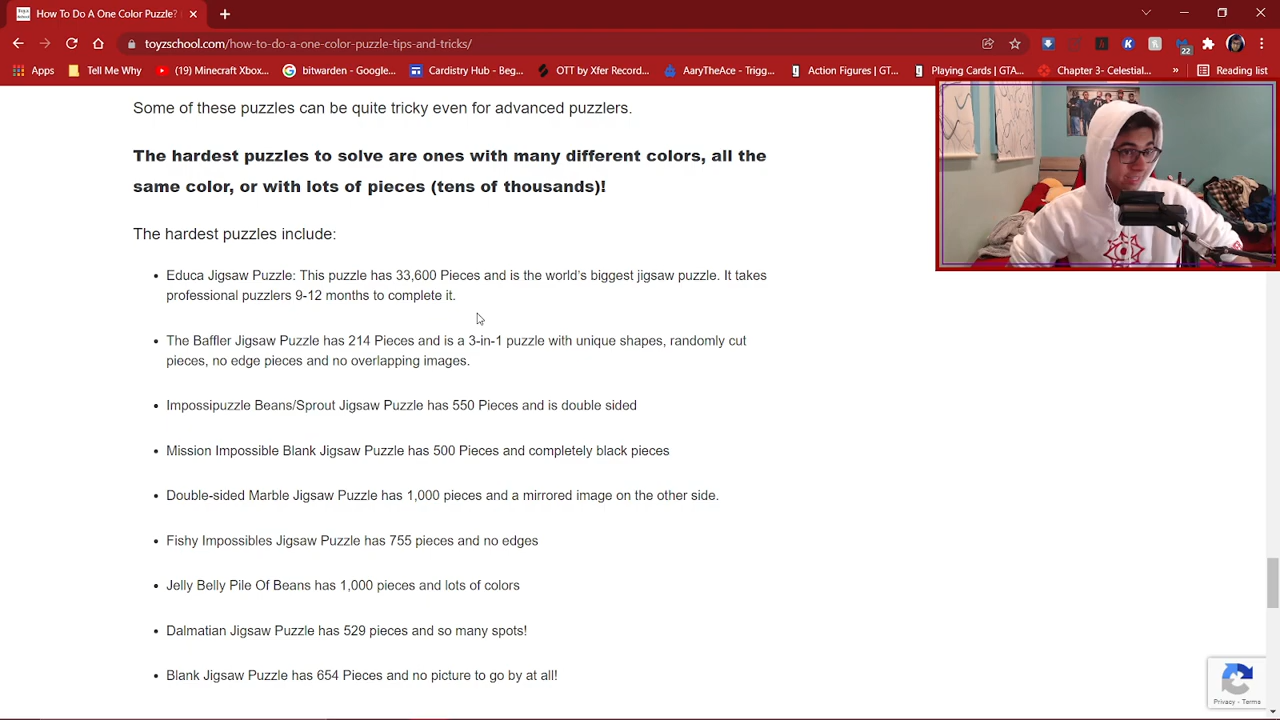 How To Do A One Color Puzzle?
toyzschool.com/how-to-do-a-one-color-puzzle-tips-and-tricks/
22
Apps
Tell Me Why
(19) Minecraft Xbox...
bitwarden - Google...
Cardistry Hub - Beg...
OTT by Xfer Record...
AaryTheAce - Trigg...
Action Figures | GT...
Playing Cards | GTA...
Chapter 3- Celestial...
»
Reading list
Some of these puzzles can be quite tricky even for advanced puzzlers.
The hardest puzzles to solve are ones with many different colors, all the
same color, or with lots of pieces (tens of thousands)!
The hardest puzzles include:
• Educa Jigsaw Puzzle: This puzzle has 33,600 Pieces and is the world's biggest jigsaw puzzle. It takes
professional puzzlers 9-12 months to complete it.
• The Baffler Jigsaw Puzzle has 214 Pieces and is a 3-in-1 puzzle with unique shapes, randomly cut
pieces, no edge pieces and no overlapping images.
• Impossipuzzle Beans/Sprout Jigsaw Puzzle has 550 Pieces and is double sided
• Mission Impossible Blank Jigsaw Puzzle has 500 Pieces and completely black pieces
• Double-sided Marble Jigsaw Puzzle has 1,000 pieces and a mirrored image on the other side.
• Fishy Impossibles Jigsaw Puzzle has 755 pieces and no edges
• Jelly Belly Pile Of Beans has 1,000 pieces and lots of colors
• Dalmatian Jigsaw Puzzle has 529 pieces and so many spots!
• Blank Jigsaw Puzzle has 654 Pieces and no picture to go by at all!
Privacy - Terms